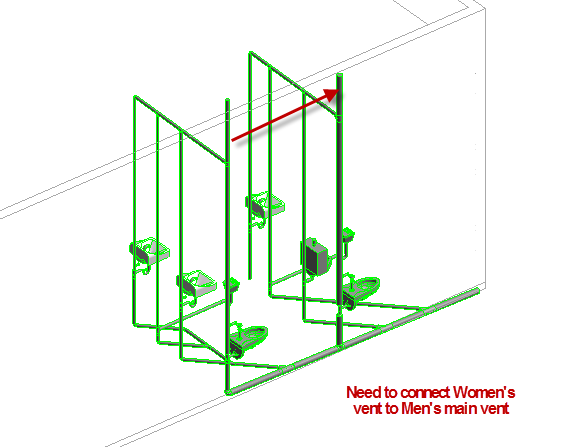 Need to connect Women's
vent to Men's main vent